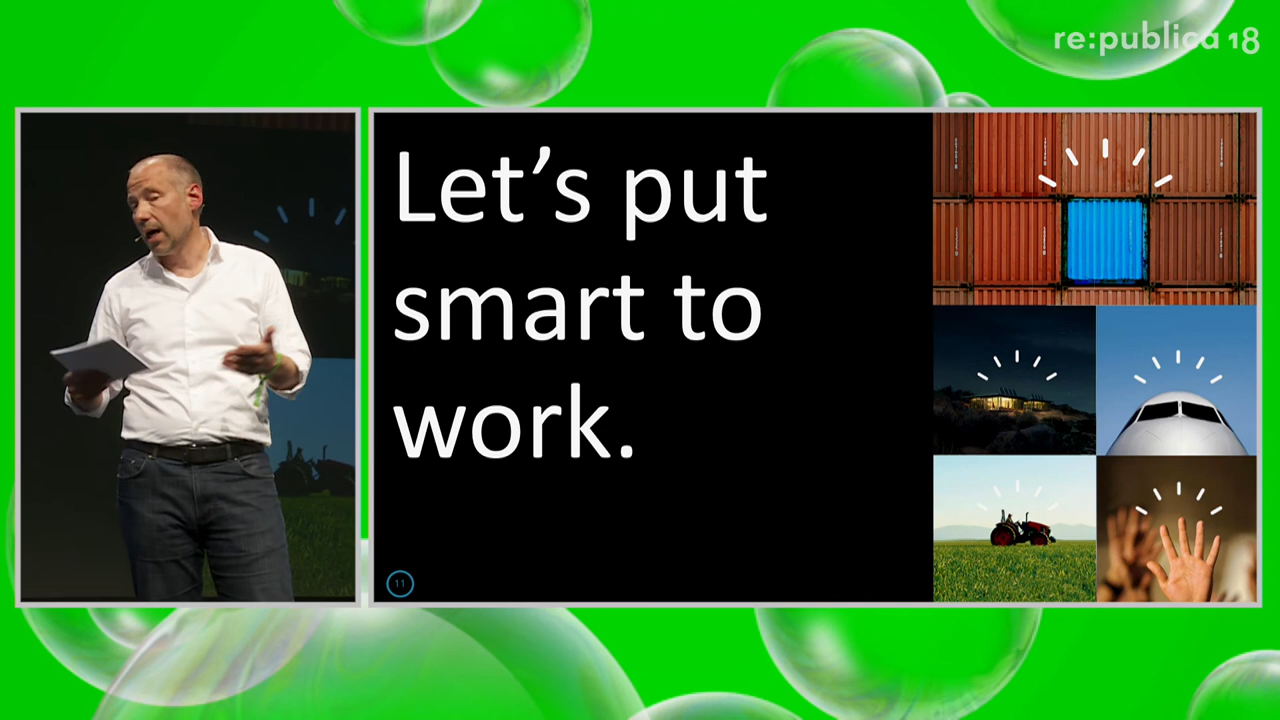 re:publica 18
Let’s put
smart to
work.
11